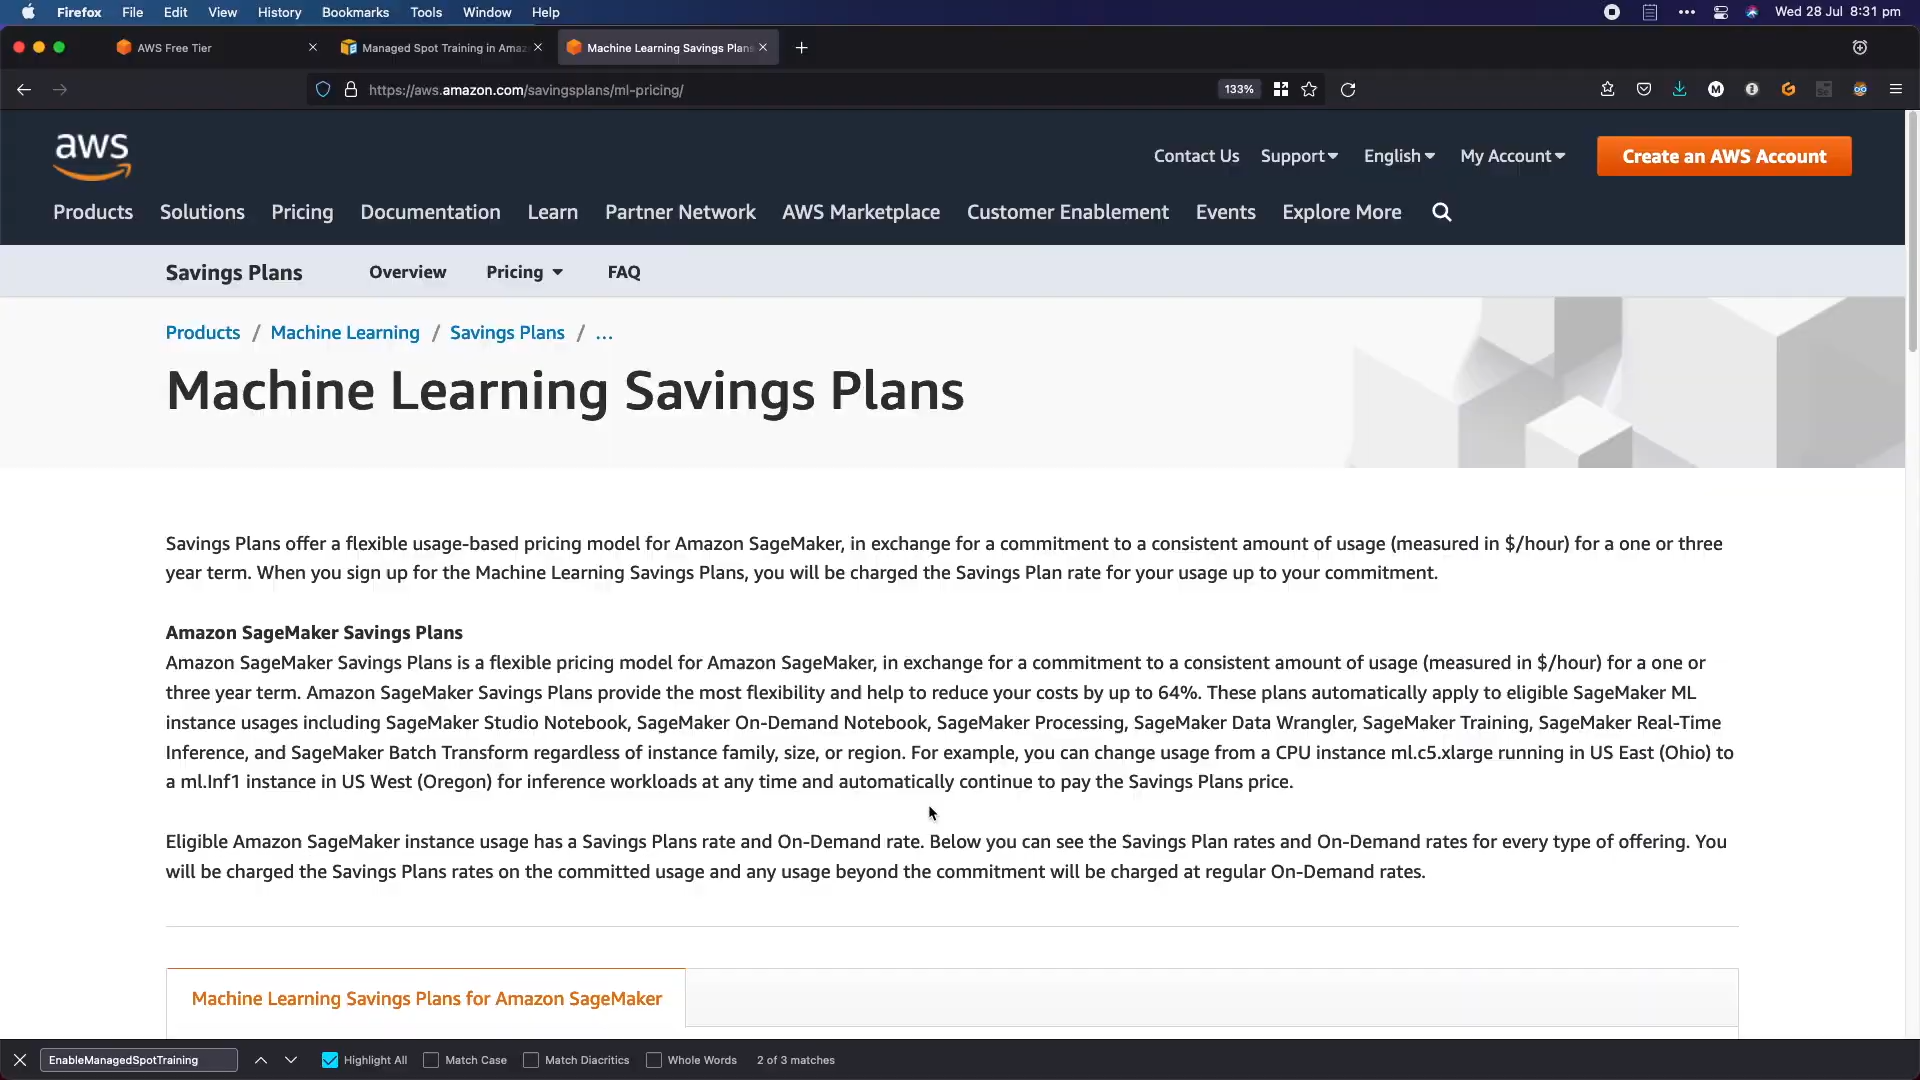 Firefox File Edit View History Bookmarks Tools Window Help Wed 28 Jul 8:31 pm
AWS Free Tier Managed Spot Training in Amaz Machine Learning Savings Plans
https://aws.amazon.com/savingsplans/ml-pricing/ 133%
aws
Contact Us Support English My Account Create an AWS Account
Products Solutions Pricing Documentation Learn Partner Network AWS Marketplace Customer Enablement Events Explore More
Savings Plans Overview Pricing FAQ
Products / Machine Learning / Savings Plans / ...
Machine Learning Savings Plans
Savings Plans offer a flexible usage-based pricing model for Amazon SageMaker, in exchange for a commitment to a consistent amount of usage (measured in $/hour) for a one or three
year term. When you sign up for the Machine Learning Savings Plans, you will be charged the Savings Plan rate for your usage up to your commitment.
Amazon SageMaker Savings Plans
Amazon SageMaker Savings Plans is a flexible pricing model for Amazon SageMaker, in exchange for a commitment to a consistent amount of usage (measured in $/hour) for a one or
three year term. Amazon SageMaker Savings Plans provide the most flexibility and help to reduce your costs by up to 64%. These plans automatically apply to eligible SageMaker ML
instance usages including SageMaker Studio Notebook, SageMaker On-Demand Notebook, SageMaker Processing, SageMaker Data Wrangler, SageMaker Training, SageMaker Real-Time
Inference, and SageMaker Batch Transform regardless of instance family, size, or region. For example, you can change usage from a CPU instance ml.c5.xlarge running in US East (Ohio) to
a ml.Inf1 instance in US West (Oregon) for inference workloads at any time and automatically continue to pay the Savings Plans price.
Eligible Amazon SageMaker instance usage has a Savings Plans rate and On-Demand rate. Below you can see the Savings Plan rates and On-Demand rates for every type of offering. You
will be charged the Savings Plans rates on the committed usage and any usage beyond the commitment will be charged at regular On-Demand rates.
Machine Learning Savings Plans for Amazon SageMaker
EnableManagedSpotTraining Highlight All Match Case Match Diacritics Whole Words 2 of 3 matches